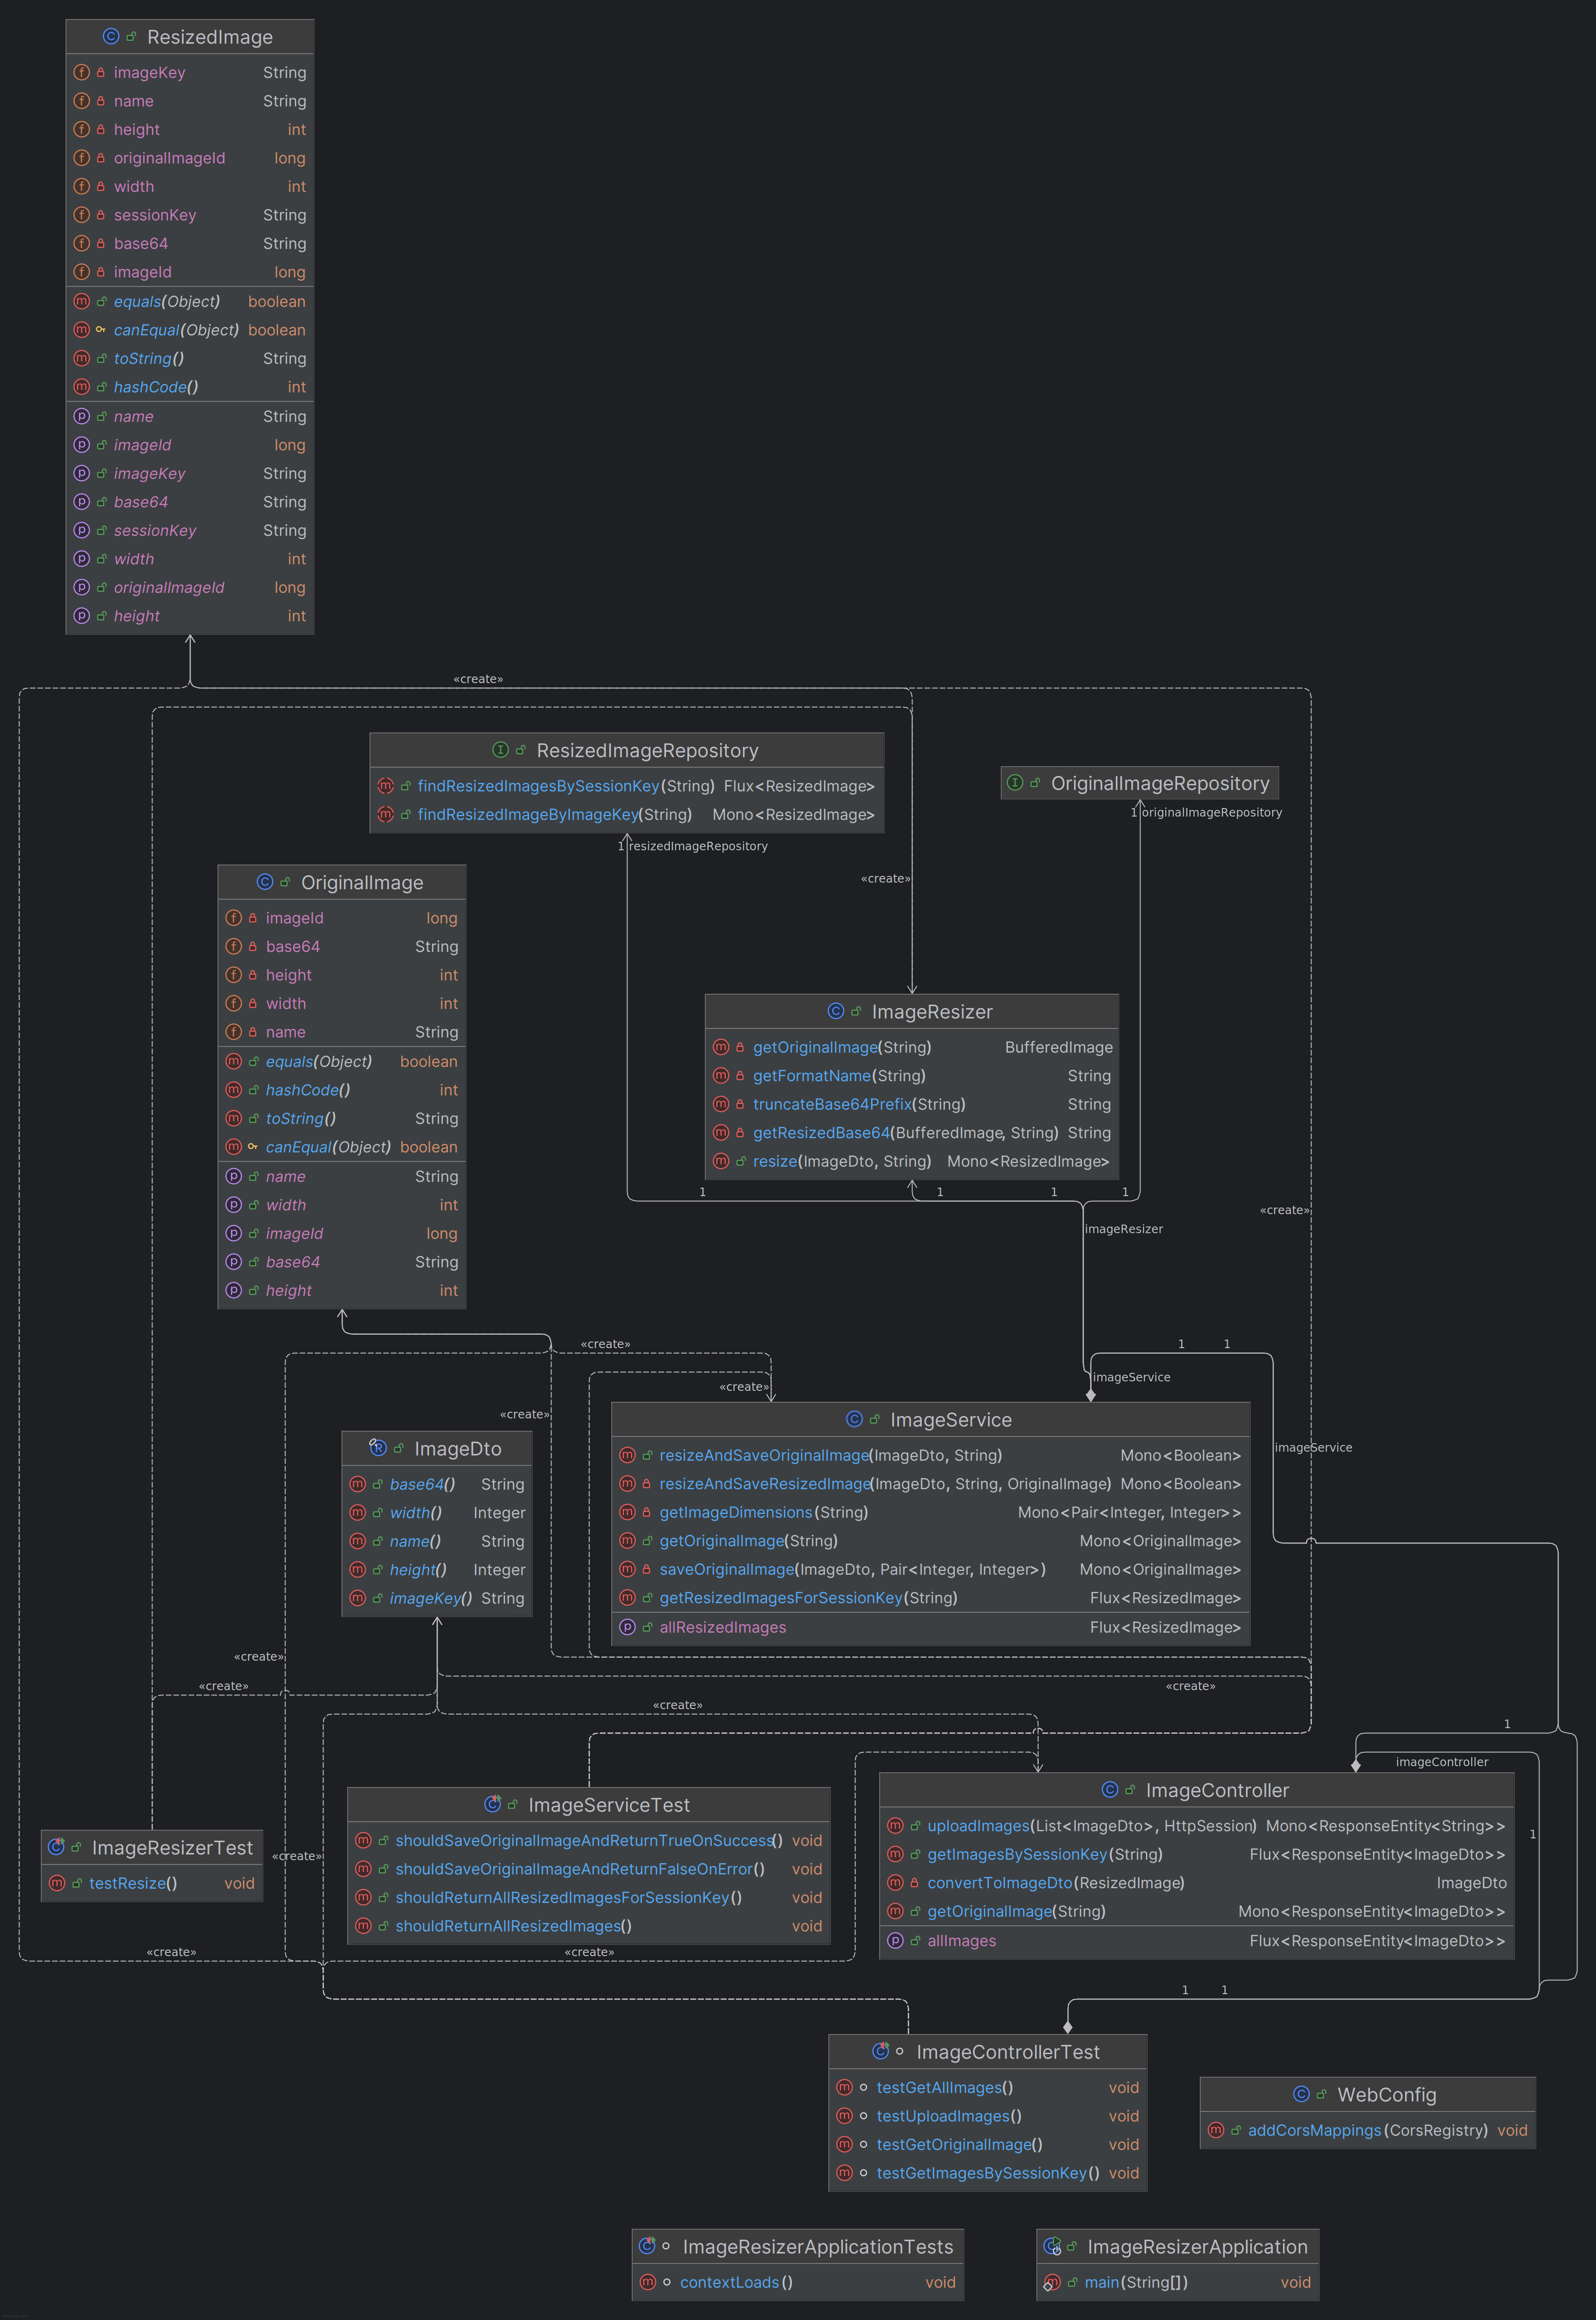 ResizedImage
imageKey String
name String
height int
originalImageId long
width int
sessionKey String
base64 String
imageId long
equals(Object) boolean
canEqual(Object) boolean
toString() String
hashCode() int
name String
imageId long
imageKey String
base64 String
sessionKey String
width int
originalImageId long
height int
«create»
ResizedImageRepository
findResizedImagesBySessionKey(String) Flux<ResizedImage>
findResizedImageByImageKey(String) Mono<ResizedImage>
OriginalImageRepository
1 originalImageRepository
1 resizedImageRepository
«create»
OriginalImage
imageId long
base64 String
height int
width int
name String
equals(Object) boolean
hashCode() int
toString() String
canEqual(Object) boolean
name String
width int
imageId long
base64 String
height int
ImageResizer
getOriginalImage(String) BufferedImage
getFormatName(String) String
truncateBase64Prefix(String) String
getResizedBase64(BufferedImage, String) String
resize(ImageDto, String) Mono<ResizedImage>
1 1 1 1
«create»
imageResizer
«create»
1 1
imageService
«create»
«create»
imageService
ImageService
resizeAndSaveOriginalImage(ImageDto, String) Mono<Boolean>
resizeAndSaveResizedImage(ImageDto, String, OriginalImage) Mono<Boolean>
getImageDimensions(String) Mono<Pair<Integer, Integer>>
getOriginalImage(String) Mono<OriginalImage>
saveOriginalImage(ImageDto, Pair<Integer, Integer>) Mono<OriginalImage>
getResizedImagesForSessionKey(String) Flux<ResizedImage>
allResizedImages Flux<ResizedImage>
ImageDto
base64() String
width() Integer
name() String
height() Integer
imageKey() String
«create»
«create»
«create»
«create»
1
imageController
ImageServiceTest
shouldSaveOriginalImageAndReturnTrueOnSuccess() void
shouldSaveOriginalImageAndReturnFalseOnError() void
shouldReturnAllResizedImagesForSessionKey() void
shouldReturnAllResizedImages() void
ImageController
uploadImages(List<ImageDto>, HttpSession) Mono<ResponseEntity<String>>
getImagesBySessionKey(String) Flux<ResponseEntity<ImageDto>>
convertToImageDto(ResizedImage) ImageDto
getOriginalImage(String) Mono<ResponseEntity<ImageDto>>
allImages Flux<ResponseEntity<ImageDto>>
1
ImageResizerTest
testResize() void
«create»
«create»
«create»
1 1
ImageControllerTest
testGetAllImages() void
testUploadImages() void
testGetOriginalImage() void
testGetImagesBySessionKey() void
WebConfig
addCorsMappings(CorsRegistry) void
ImageResizerApplicationTests
contextLoads() void
ImageResizerApplication
main(String[]) void